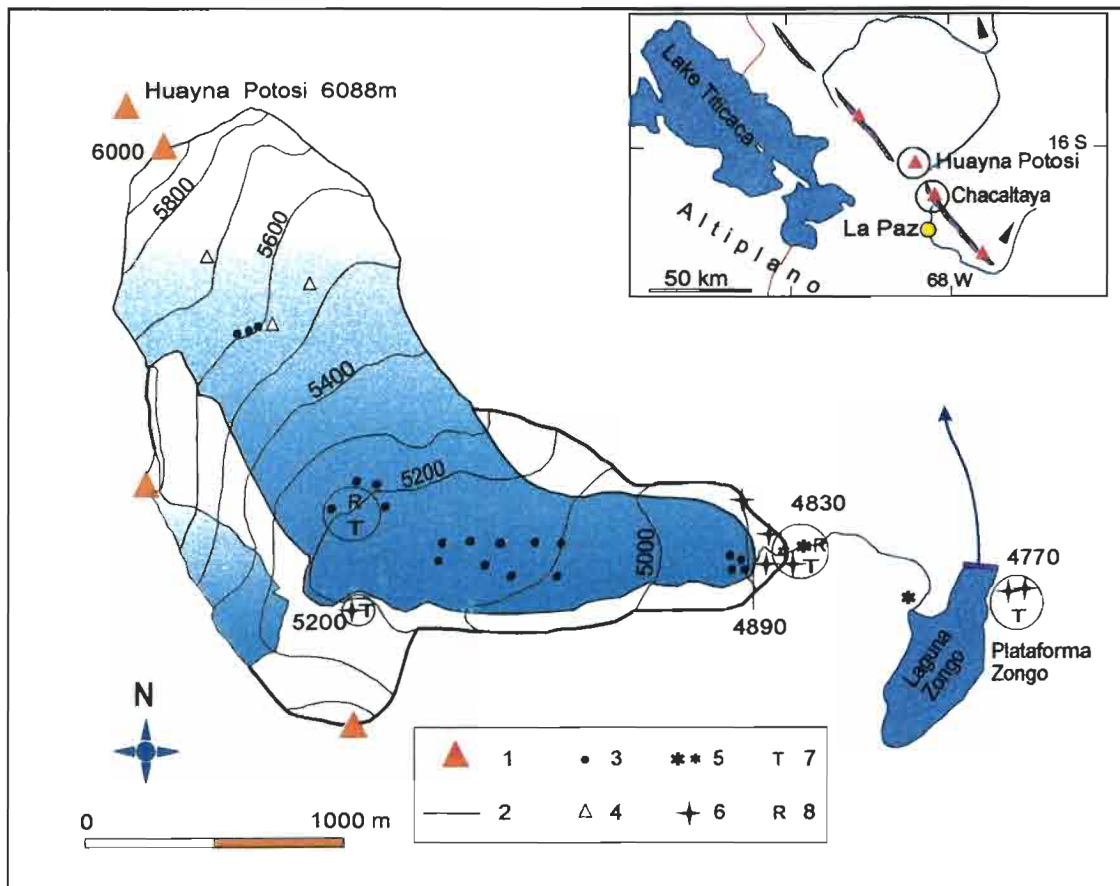 Huayna Potosi 6088m
6000
5800
5600
5400
5200
R
T
5200
T
5000
4890
4830
R
T
4770
T
Plataforma
Zongo
Laguna
Zongo
N
0 1000 m
1 3 5 T 7
2 4 6 R 8
Lake Titicaca
Altiplano
16 S
Huayna Potosi
Chacaltaya
La Paz
68 W
50 km